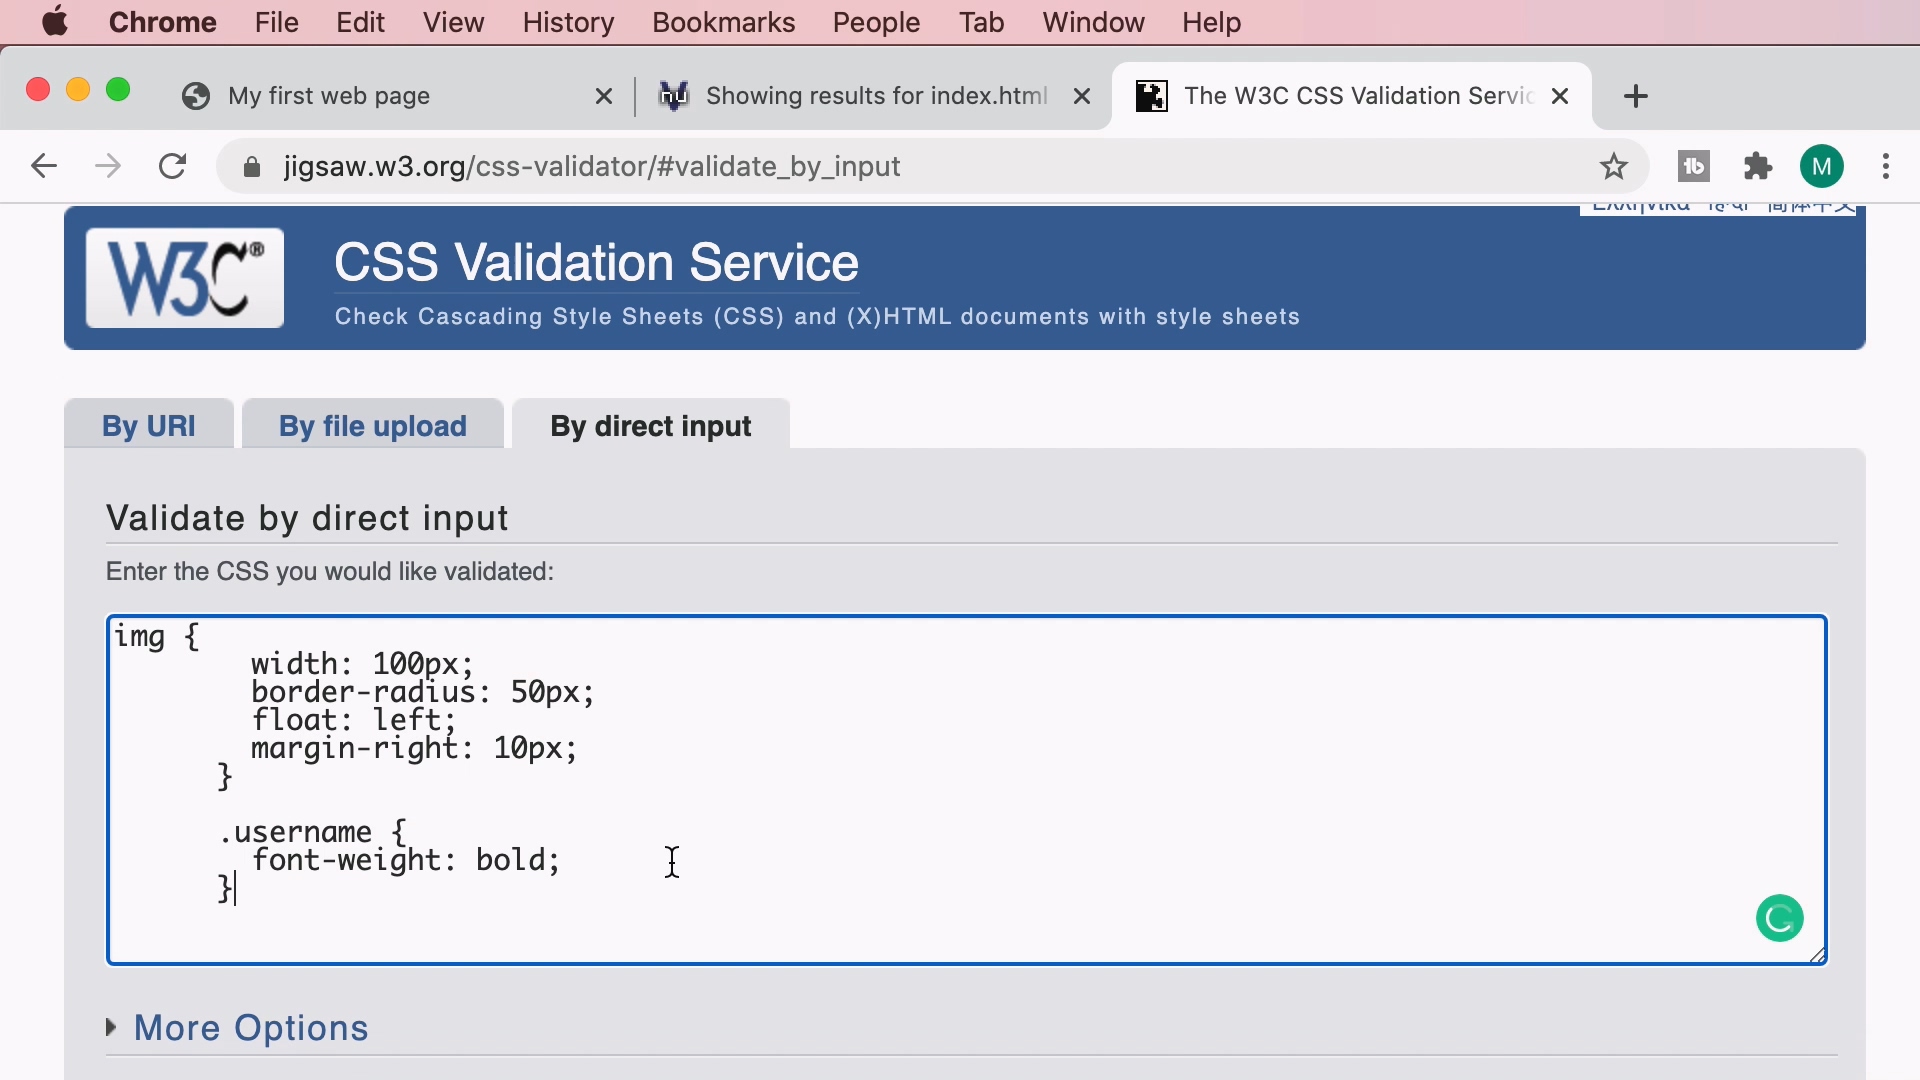 Chrome File Edit View History Bookmarks People Tab Window Help
My first web page
Showing results for index.html
The W3C CSS Validation Servic
jigsaw.w3.org/css-validator/#validate_by_input
M
W3C®
CSS Validation Service
Check Cascading Style Sheets (CSS) and (X)HTML documents with style sheets
By URI
By file upload
By direct input
Validate by direct input
Enter the CSS you would like validated:
img {
width: 100px;
border-radius: 50px;
float: left;
margin-right: 10px;
}
.username {
font-weight: bold;
}
More Options